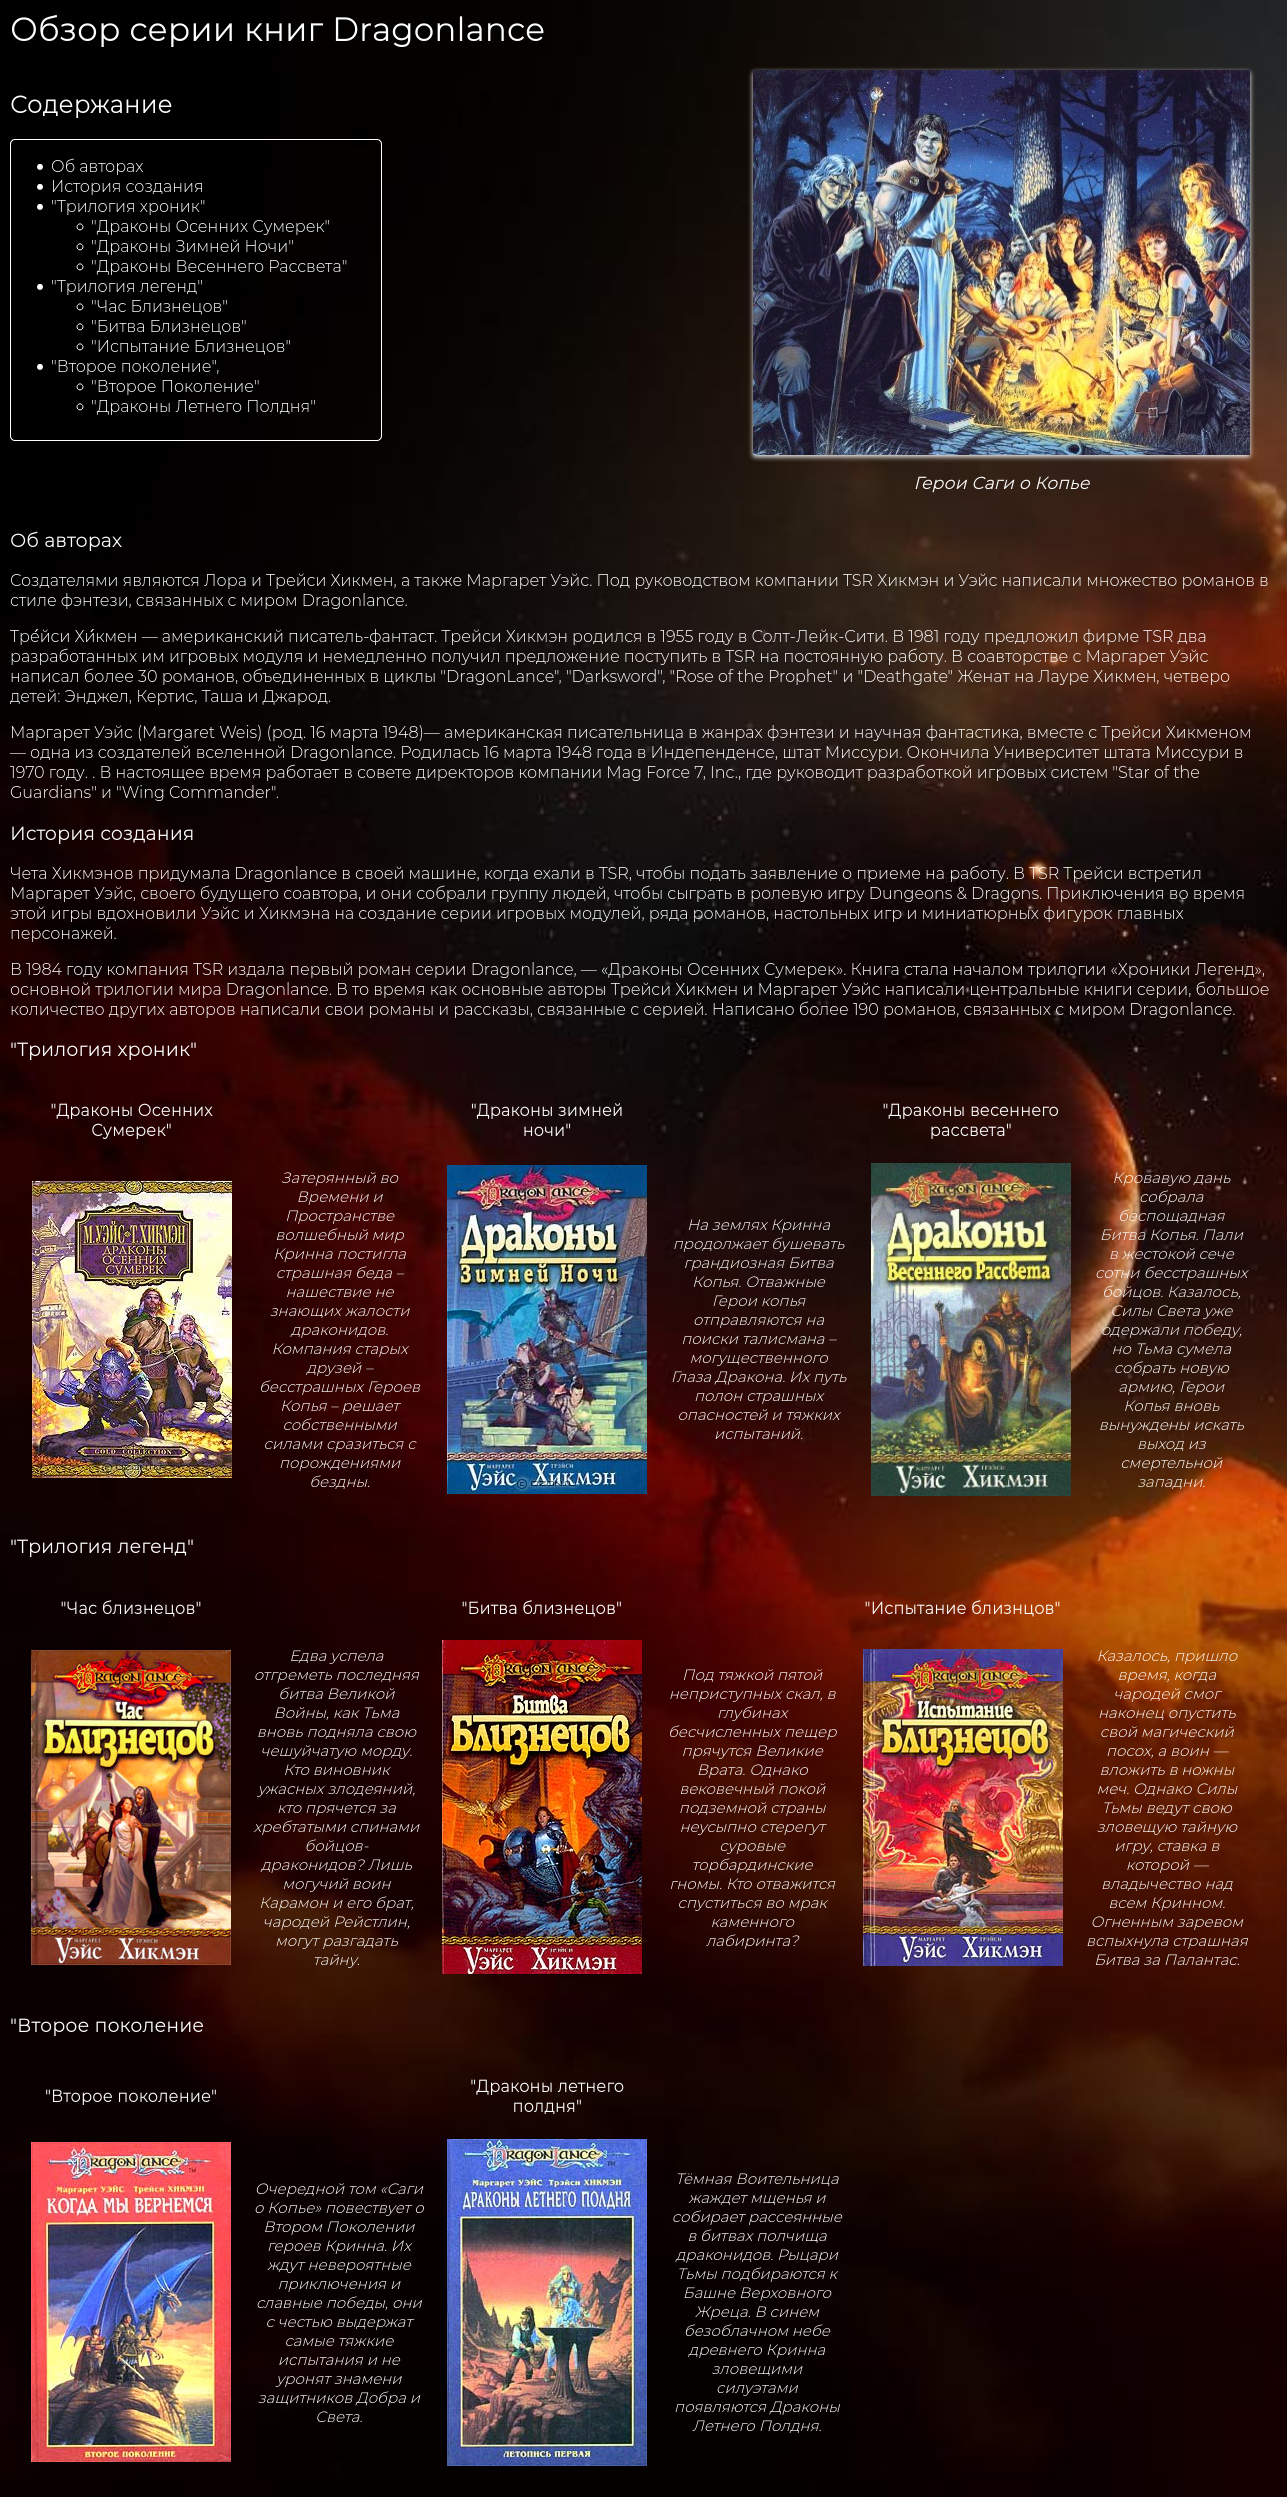 Обзор серии книг Dragonlance
Содержание
Об авторах
История создания
"Трилогия хроник"
"Драконы Осенних Сумерек"
"Драконы Зимней Ночи"
"Драконы Весеннего Рассвета"
"Трилогия легенд"
"Час Близнецов"
"Битва Близнецов"
"Испытание Близнецов"
"Второе поколение",
"Второе Поколение"
"Драконы Летнего Полдня"
Герои Саги о Копье
Об авторах
Создателями являются Лора и Трейси Хикмен, а также Маргарет Уэйс. Под руководством компании TSR Хикмэн и Уэйс написали множество романов в
стиле фэнтези, связанных с миром Dragonlance.
Тре́йси Хи́кмен — американский писатель-фантаст. Трейси Хикмэн родился в 1955 году в Солт-Лейк-Сити. В 1981 году предложил фирме TSR два
разработанных им игровых модуля и немедленно получил предложение поступить в TSR на постоянную работу. В соавторстве с Маргарет Уэйс
написал более 30 романов, объединенных в циклы "DragonLance", "Darksword", "Rose of the Prophet" и "Deathgate" Женат на Лауре Хикмен, четверо
детей: Энджел, Кертис, Таша и Джарод.
Маргарет Уэйс (Margaret Weis) (род. 16 марта 1948)— американская писательница в жанрах фэнтези и научная фантастика, вместе с Трейси Хикменом
— одна из создателей вселенной Dragonlance. Родилась 16 марта 1948 года в Индепенденсе, штат Миссури. Окончила Университет штата Миссури в
1970 году. . В настоящее время работает в совете директоров компании Mag Force 7, Inc., где руководит разработкой игровых систем "Star of the
Guardians" и "Wing Commander".
История создания
Чета Хикмэнов придумала Dragonlance в своей машине, когда ехали в TSR, чтобы подать заявление о приеме на работу. В TSR Трейси встретил
Маргарет Уэйс, своего будущего соавтора, и они собрали группу людей, чтобы сыграть в ролевую игру Dungeons & Dragons. Приключения во время
этой игры вдохновили Уэйс и Хикмэна на создание серии игровых модулей, ряда романов, настольных игр и миниатюрных фигурок главных
персонажей.
В 1984 году компания TSR издала первый роман серии Dragonlance, — «Драконы Осенних Сумерек». Книга стала началом трилогии «Хроники Легенд»,
основной трилогии мира Dragonlance. В то время как основные авторы Трейси Хикмен и Маргарет Уэйс написали центральные книги серии, большое
количество других авторов написали свои романы и рассказы, связанные с серией. Написано более 190 романов, связанных с миром Dragonlance.
"Трилогия хроник"
"Драконы Осенних
Сумерек"
М.УЭЙС Т.ХИКМЭН
ДРАКОНЫ
ОСЕННИХ
СУМЕРЕК
GOLD COLLECTION
Затерянный во
Времени и
Пространстве
волшебный мир
Кринна постигла
страшная беда –
нашествие не
знающих жалости
драконидов.
Компания старых
друзей –
бесстрашных Героев
Копья – решает
собственными
силами сразиться с
порождениями
бездны.
"Драконы зимней
ночи"
DRAGONLANCE
Драконы
Зимней Ночи
МАРГАРЕТ ТРЭЙСИ
Уэйс Хикмэн
На землях Кринна
продолжает бушевать
грандиозная Битва
Копья. Отважные
Герои копья
отправляются на
поиски талисмана –
могущественного
Глаза Дракона. Их путь
полон страшных
опасностей и тяжких
испытаний.
"Драконы весеннего
рассвета"
DRAGONLANCE
Драконы
Весеннего Рассвета
МАРГАРЕТ ТРЭЙСИ
Уэйс Хикмэн
Кровавую дань
собрала
беспощадная
Битва Копья. Пали
в жестокой сече
сотни бесстрашных
бойцов. Казалось,
Силы Света уже
одержали победу,
но Тьма сумела
собрать новую
армию, Герои
Копья вновь
вынуждены искать
выход из
смертельной
западни.
"Трилогия легенд"
"Час близнецов"
DRAGONLANCE
Час
Близнецов
МАРГАРЕТ ТРЭЙСИ
Уэйс Хикмэн
Едва успела
отгреметь последняя
битва Великой
Войны, как Тьма
вновь подняла свою
чешуйчатую морду.
Кто виновник
ужасных злодеяний,
кто прячется за
хребтатыми спинами
бойцов-
драконидов? Лишь
могучий воин
Карамон и его брат,
чародей Рейстлин,
могут разгадать
тайну.
"Битва близнецов"
DRAGONLANCE
Битва
Близнецов
МАРГАРЕТ ТРЭЙСИ
Уэйс Хикмэн
Под тяжкой пятой
неприступных скал, в
глубинах
бесчисленных пещер
прячутся Великие
Врата. Однако
вековечный покой
подземной страны
неусыпно стерегут
суровые
торбардинские
гномы. Кто отважится
спуститься во мрак
каменного
лабиринта?
"Испытание близнцов"
DRAGONLANCE
Испытание
Близнецов
МАРГАРЕТ ТРЭЙСИ
Уэйс Хикмэн
Казалось, пришло
время, когда
чародей смог
наконец опустить
свой магический
посох, а воин —
вложить в ножны
меч. Однако Силы
Тьмы ведут свою
зловещую тайную
игру, ставка в
которой —
владычество над
всем Кринном.
Огненным заревом
вспыхнула страшная
Битва за Палантас.
"Второе поколение
"Второе поколение"
DRAGONLANCE
Маргарет УЭЙС Трейси ХИКМЭН
КОГДА МЫ ВЕРНЕМСЯ
ВТОРОЕ ПОКОЛЕНИЕ
Очередной том «Саги
о Копье» повествует о
Втором Поколении
героев Кринна. Их
ждут невероятные
приключения и
славные победы, они
с честью выдержат
самые тяжкие
испытания и не
уронят знамени
защитников Добра и
Света.
"Драконы летнего
полдня"
DRAGONLANCE
Маргарет УЭЙС Трэйси ХИКМЭН
ДРАКОНЫ ЛЕТНЕГО ПОЛДНЯ
ЛЕТОПИСЬ ПЕРВАЯ
Тёмная Воительница
жаждет мщенья и
собирает рассеянные
в битвах полчища
драконидов. Рыцари
Тьмы подбираются к
Башне Верховного
Жреца. В синем
безоблачном небе
древнего Кринна
зловещими
силуэтами
появляются Драконы
Летнего Полдня.